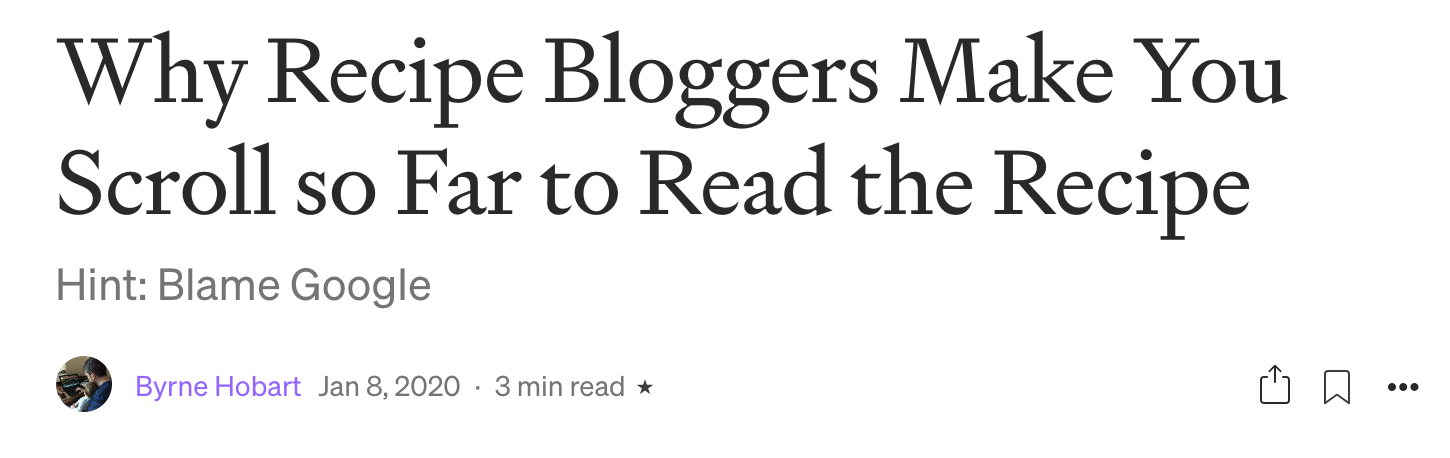 Why Recipe Bloggers Make You
Scroll so Far to Read the Recipe
Hint: Blame Google
Byrne Hobart Jan 8, 2020 · 3 min read ★